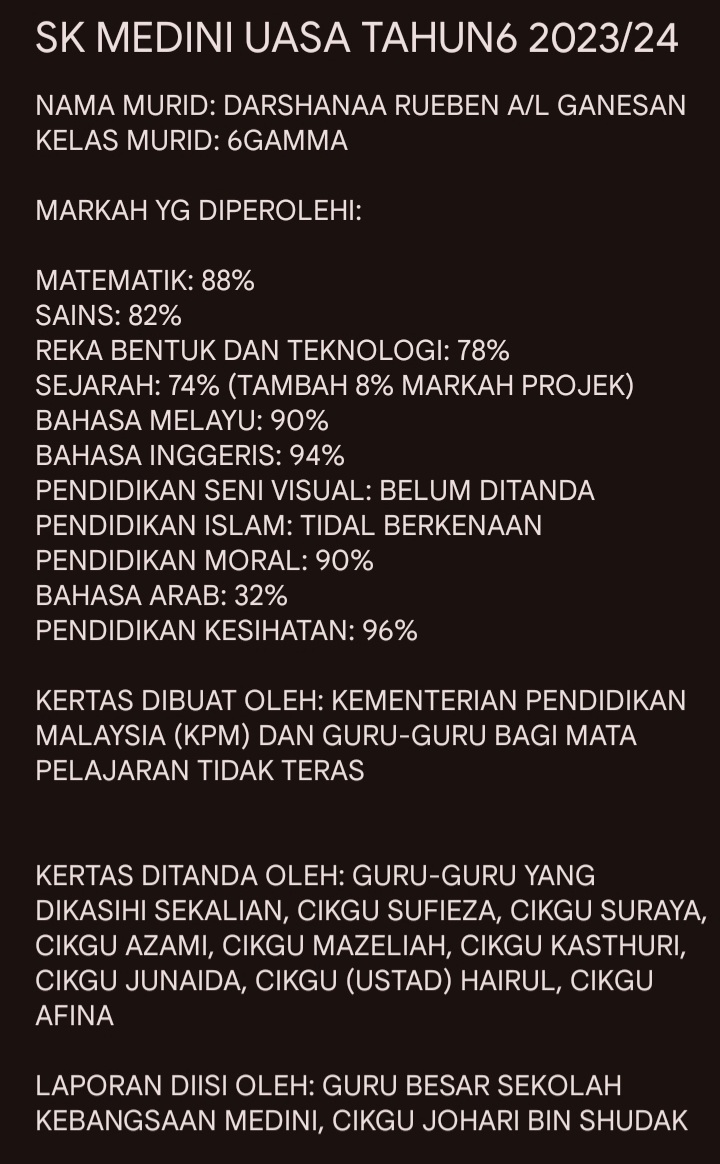 SK MEDINI UASA TAHUN6 2023/24
NAMA MURID: DARSHANAA RUEBEN A/L GANESAN
KELAS MURID: 6GAMMA
MARKAH YG DIPEROLEHI:
MATEMATIK: 88%
SAINS: 82%
REKA BENTUK DAN TEKNOLOGI: 78%
SEJARAH: 74% (TAMBAH 8% MARKAH PROJEK)
BAHASA MELAYU: 90%
BAHASA INGGERIS: 94%
PENDIDIKAN SENI VISUAL: BELUM DITANDA
PENDIDIKAN ISLAM: TIDAL BERKENAAN
PENDIDIKAN MORAL: 90%
BAHASA ARAB: 32%
PENDIDIKAN KESIHATAN: 96%
KERTAS DIBUAT OLEH: KEMENTERIAN PENDIDIKAN
MALAYSIA (KPM) DAN GURU-GURU BAGI MATA
PELAJARAN TIDAK TERAS
KERTAS DITANDA OLEH: GURU-GURU YANG
DIKASIHI SEKALIAN, CIKGU SUFIEZA, CIKGU SURAYA,
CIKGU AZAMI, CIKGU MAZELIAH, CIKGU KASTHURI,
CIKGU JUNAIDA, CIKGU (USTAD) HAIRUL, CIKGU
AFINA
LAPORAN DIISI OLEH: GURU BESAR SEKOLAH
KEBANGSAAN MEDINI, CIKGU JOHARI BIN SHUDAK